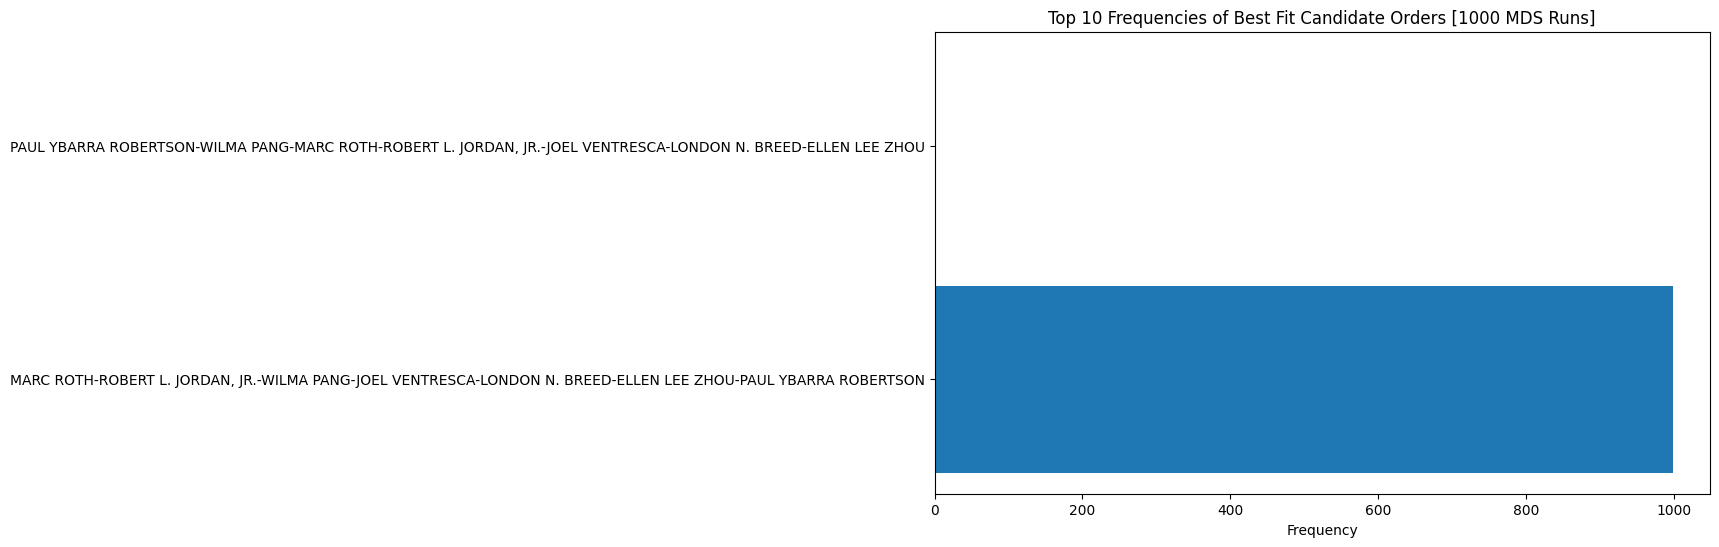 Top 10 Frequencies of Best Fit Candidate Orders [1000 MDS Runs]
PAUL YBARRA ROBERTSON-WILMA PANG-MARC ROTH-ROBERT L. JORDAN, JR.-JOEL VENTRESCA-LONDON N. BREED-ELLEN LEE ZHOU
MARC ROTH-ROBERT L. JORDAN, JR.-WILMA PANG-JOEL VENTRESCA-LONDON N. BREED-ELLEN LEE ZHOU-PAUL YBARRA ROBERTSON
0 200 400 600 800 1000
Frequency